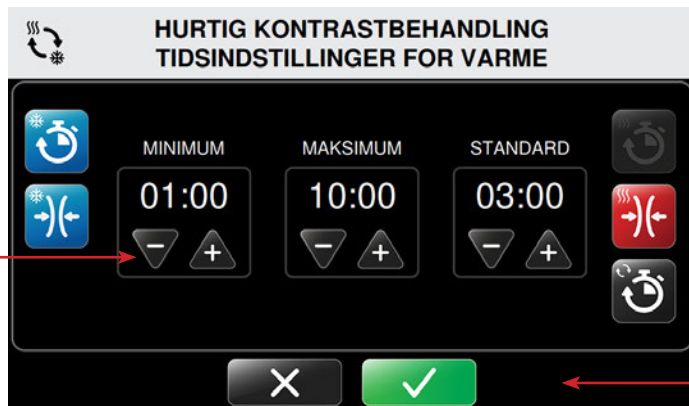 HURTIG KONTRASTBEHANDLING
TIDSINDSTILLINGER FOR VARME
MINIMUM MAKSIMUM STANDARD
01:00 10:00 03:00